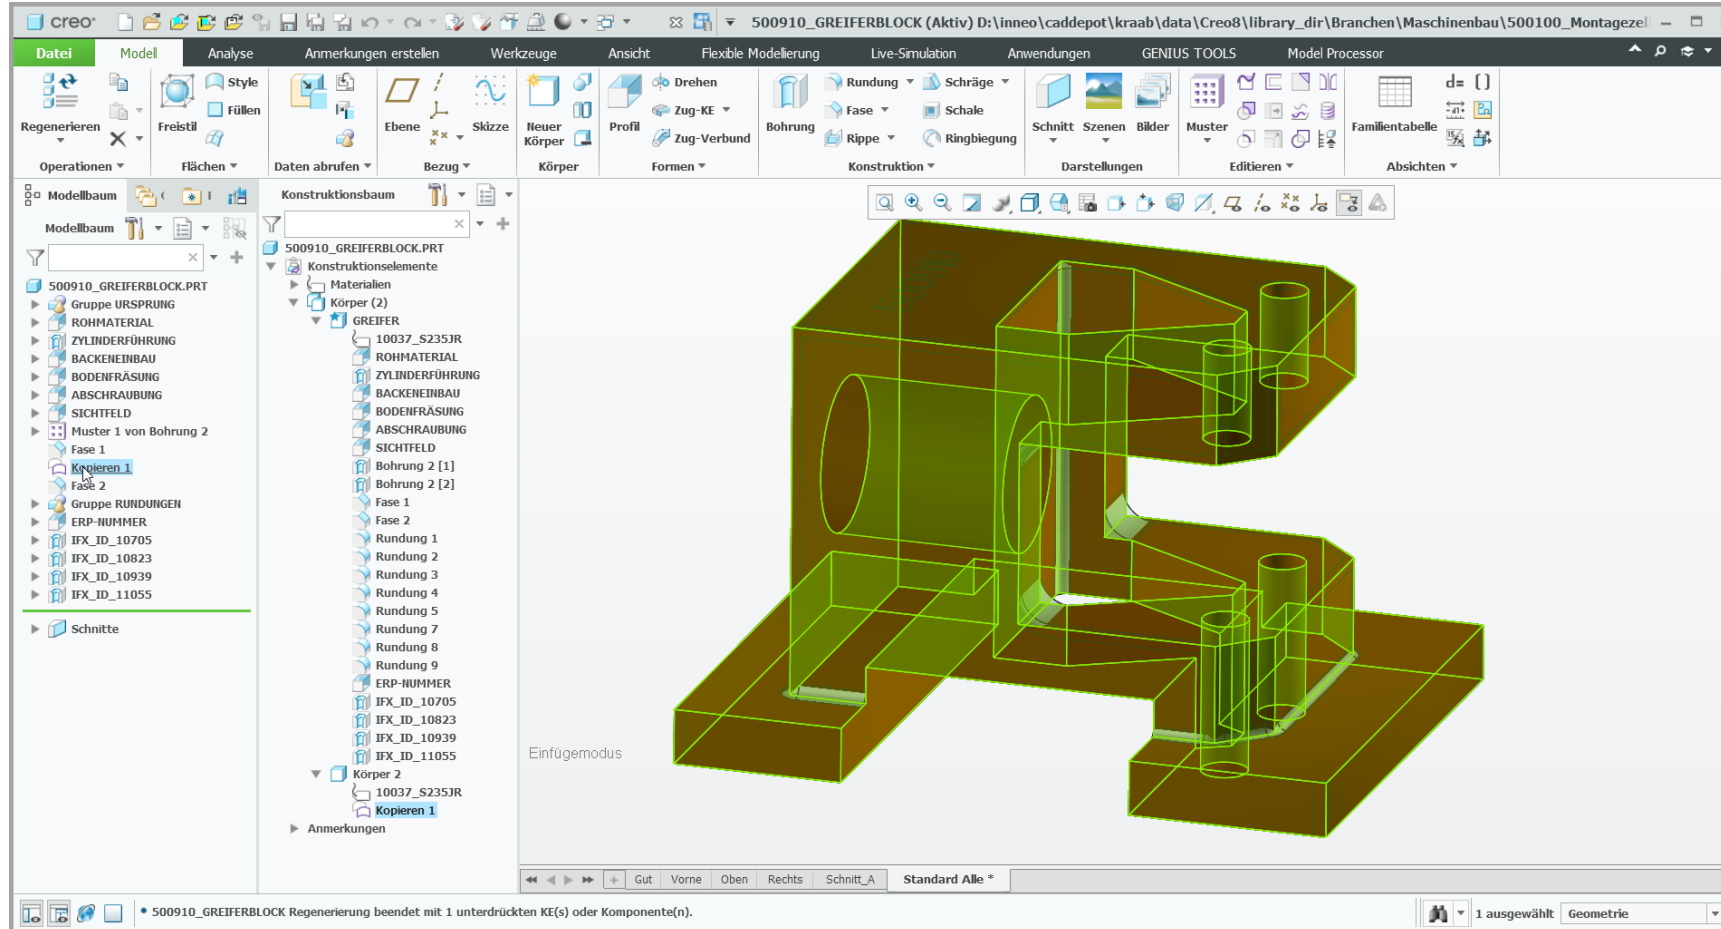 creo
500910_GREIFERBLOCK (Aktiv) D:\inneo\caddepot\kraab\data\Creo8\library_dir\Branchen\Maschinenbau\500100_Montagezel
Datei Modell Analyse Anmerkungen erstellen Werkzeuge Ansicht Flexible Modellierung Live-Simulation Anwendungen GENIUS TOOLS Model Processor
Regenerieren
Operationen
Freistil
Style
Füllen
Flächen
Daten abrufen
Ebene
Skizze
Bezug
Neuer
Körper
Körper
Profil
Drehen
Zug-KE
Zug-Verbund
Formen
Bohrung
Rundung
Fase
Rippe
Schräge
Schale
Ringbiegung
Konstruktion
Schnitt
Szenen
Bilder
Darstellungen
Muster
Editieren
Familientabelle
d= ()
Absichten
Modellbaum
Modellbaum
500910_GREIFERBLOCK.PRT
Gruppe URSPRUNG
ROHMATERIAL
ZYLINDERFÜHRUNG
BACKENEINBAU
BODENFRÄSUNG
ABSCHRAUBUNG
SICHTFELD
Muster 1 von Bohrung 2
Fase 1
Kopieren 1
Fase 2
Gruppe RUNDUNGEN
ERP-NUMMER
IFX_ID_10705
IFX_ID_10823
IFX_ID_10939
IFX_ID_11055
Schnitte
Konstruktionsbaum
500910_GREIFERBLOCK.PRT
Konstruktionselemente
Materialien
Körper (2)
GREIFER
10037_S235JR
ROHMATERIAL
ZYLINDERFÜHRUNG
BACKENEINBAU
BODENFRÄSUNG
ABSCHRAUBUNG
SICHTFELD
Bohrung 2 [1]
Bohrung 2 [2]
Fase 1
Fase 2
Rundung 1
Rundung 2
Rundung 3
Rundung 4
Rundung 5
Rundung 7
Rundung 8
Rundung 9
ERP-NUMMER
IFX_ID_10705
IFX_ID_10823
IFX_ID_10939
IFX_ID_11055
Körper 2
10037_S235JR
Kopieren 1
Anmerkungen
Einfügemodus
Gut Vorne Oben Rechts Schnitt_A Standard Alle *
• 500910_GREIFERBLOCK Regenerierung beendet mit 1 unterdrückten KE(s) oder Komponente(n).
1 ausgewählt Geometrie